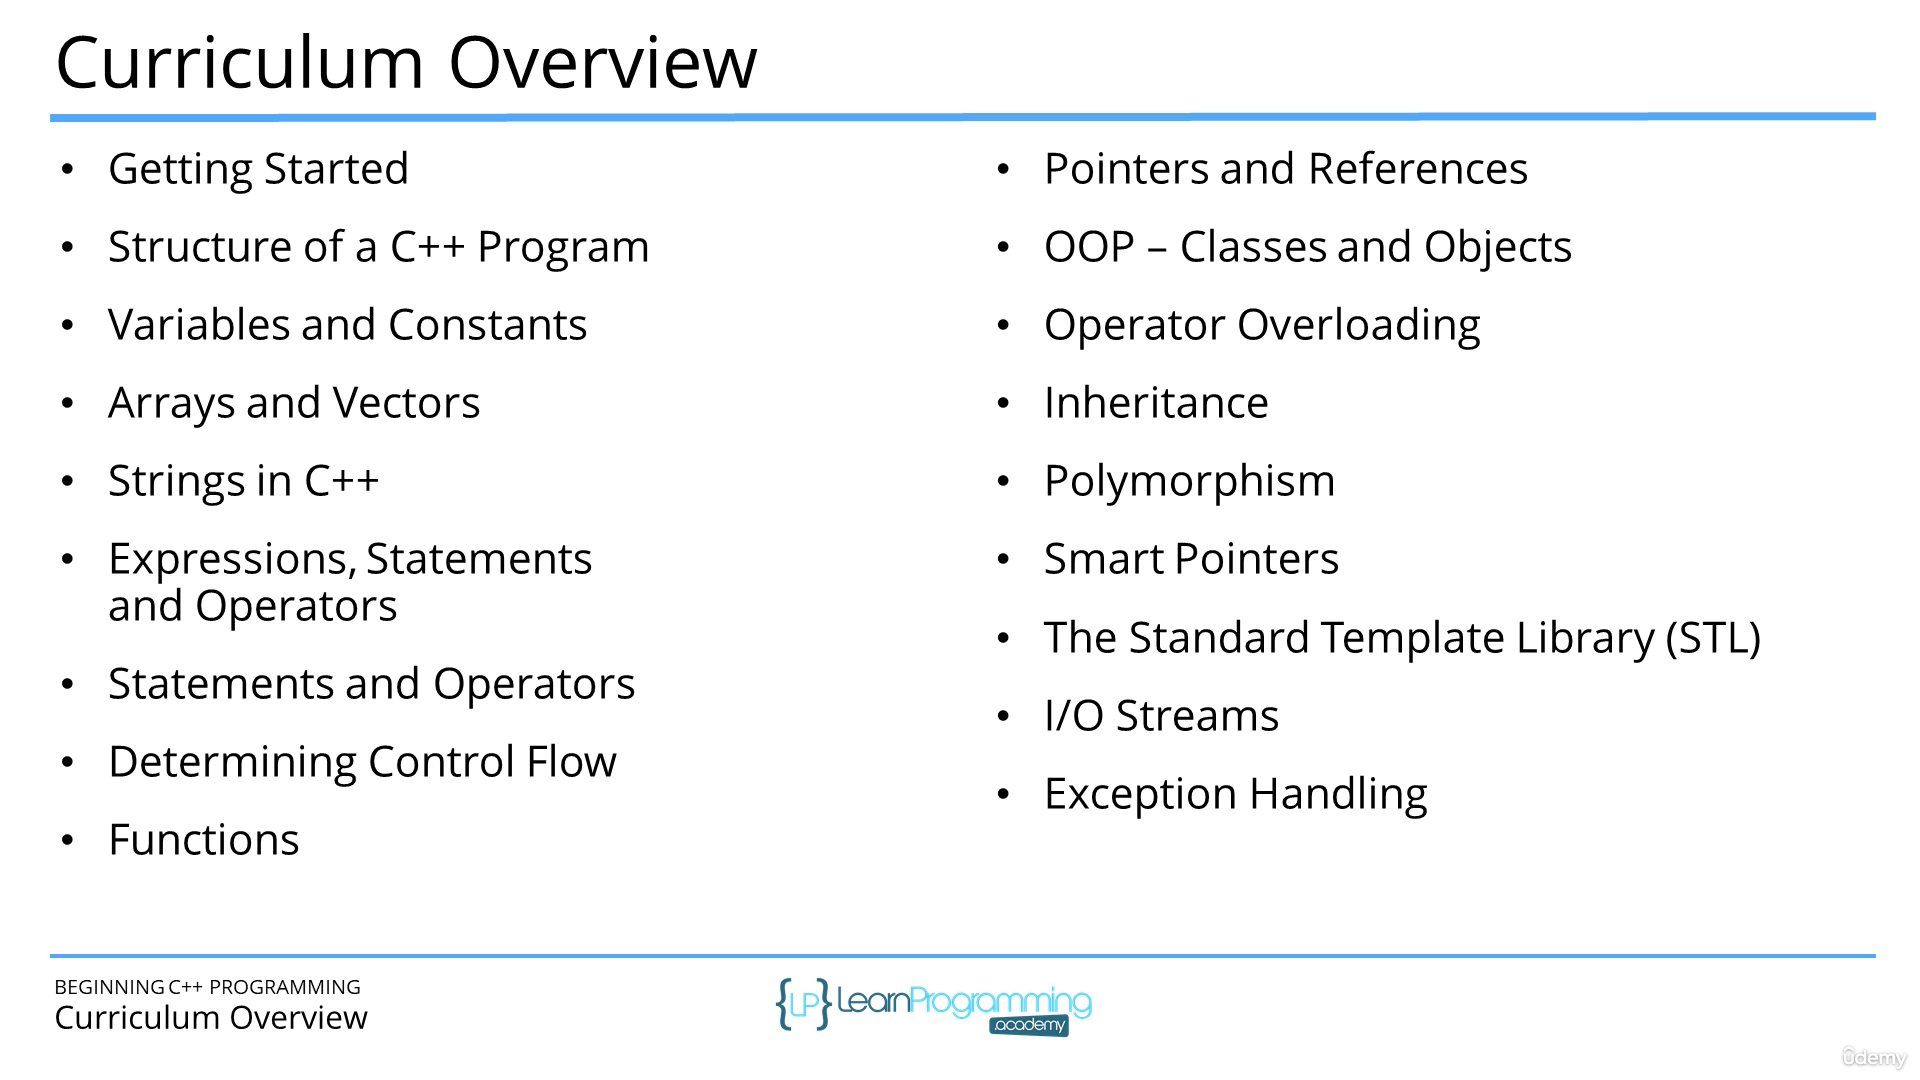 Curriculum Overview
• Getting Started
• Structure of a C++ Program
• Variables and Constants
• Arrays and Vectors
• Strings in C++
• Expressions, Statements
and Operators
• Statements and Operators
• Determining Control Flow
• Functions
• Pointers and References
• OOP – Classes and Objects
• Operator Overloading
• Inheritance
• Polymorphism
• Smart Pointers
• The Standard Template Library (STL)
• I/O Streams
• Exception Handling
BEGINNING C++ PROGRAMMING
Curriculum Overview
{LP} LearnProgramming
.academy
ûdemy